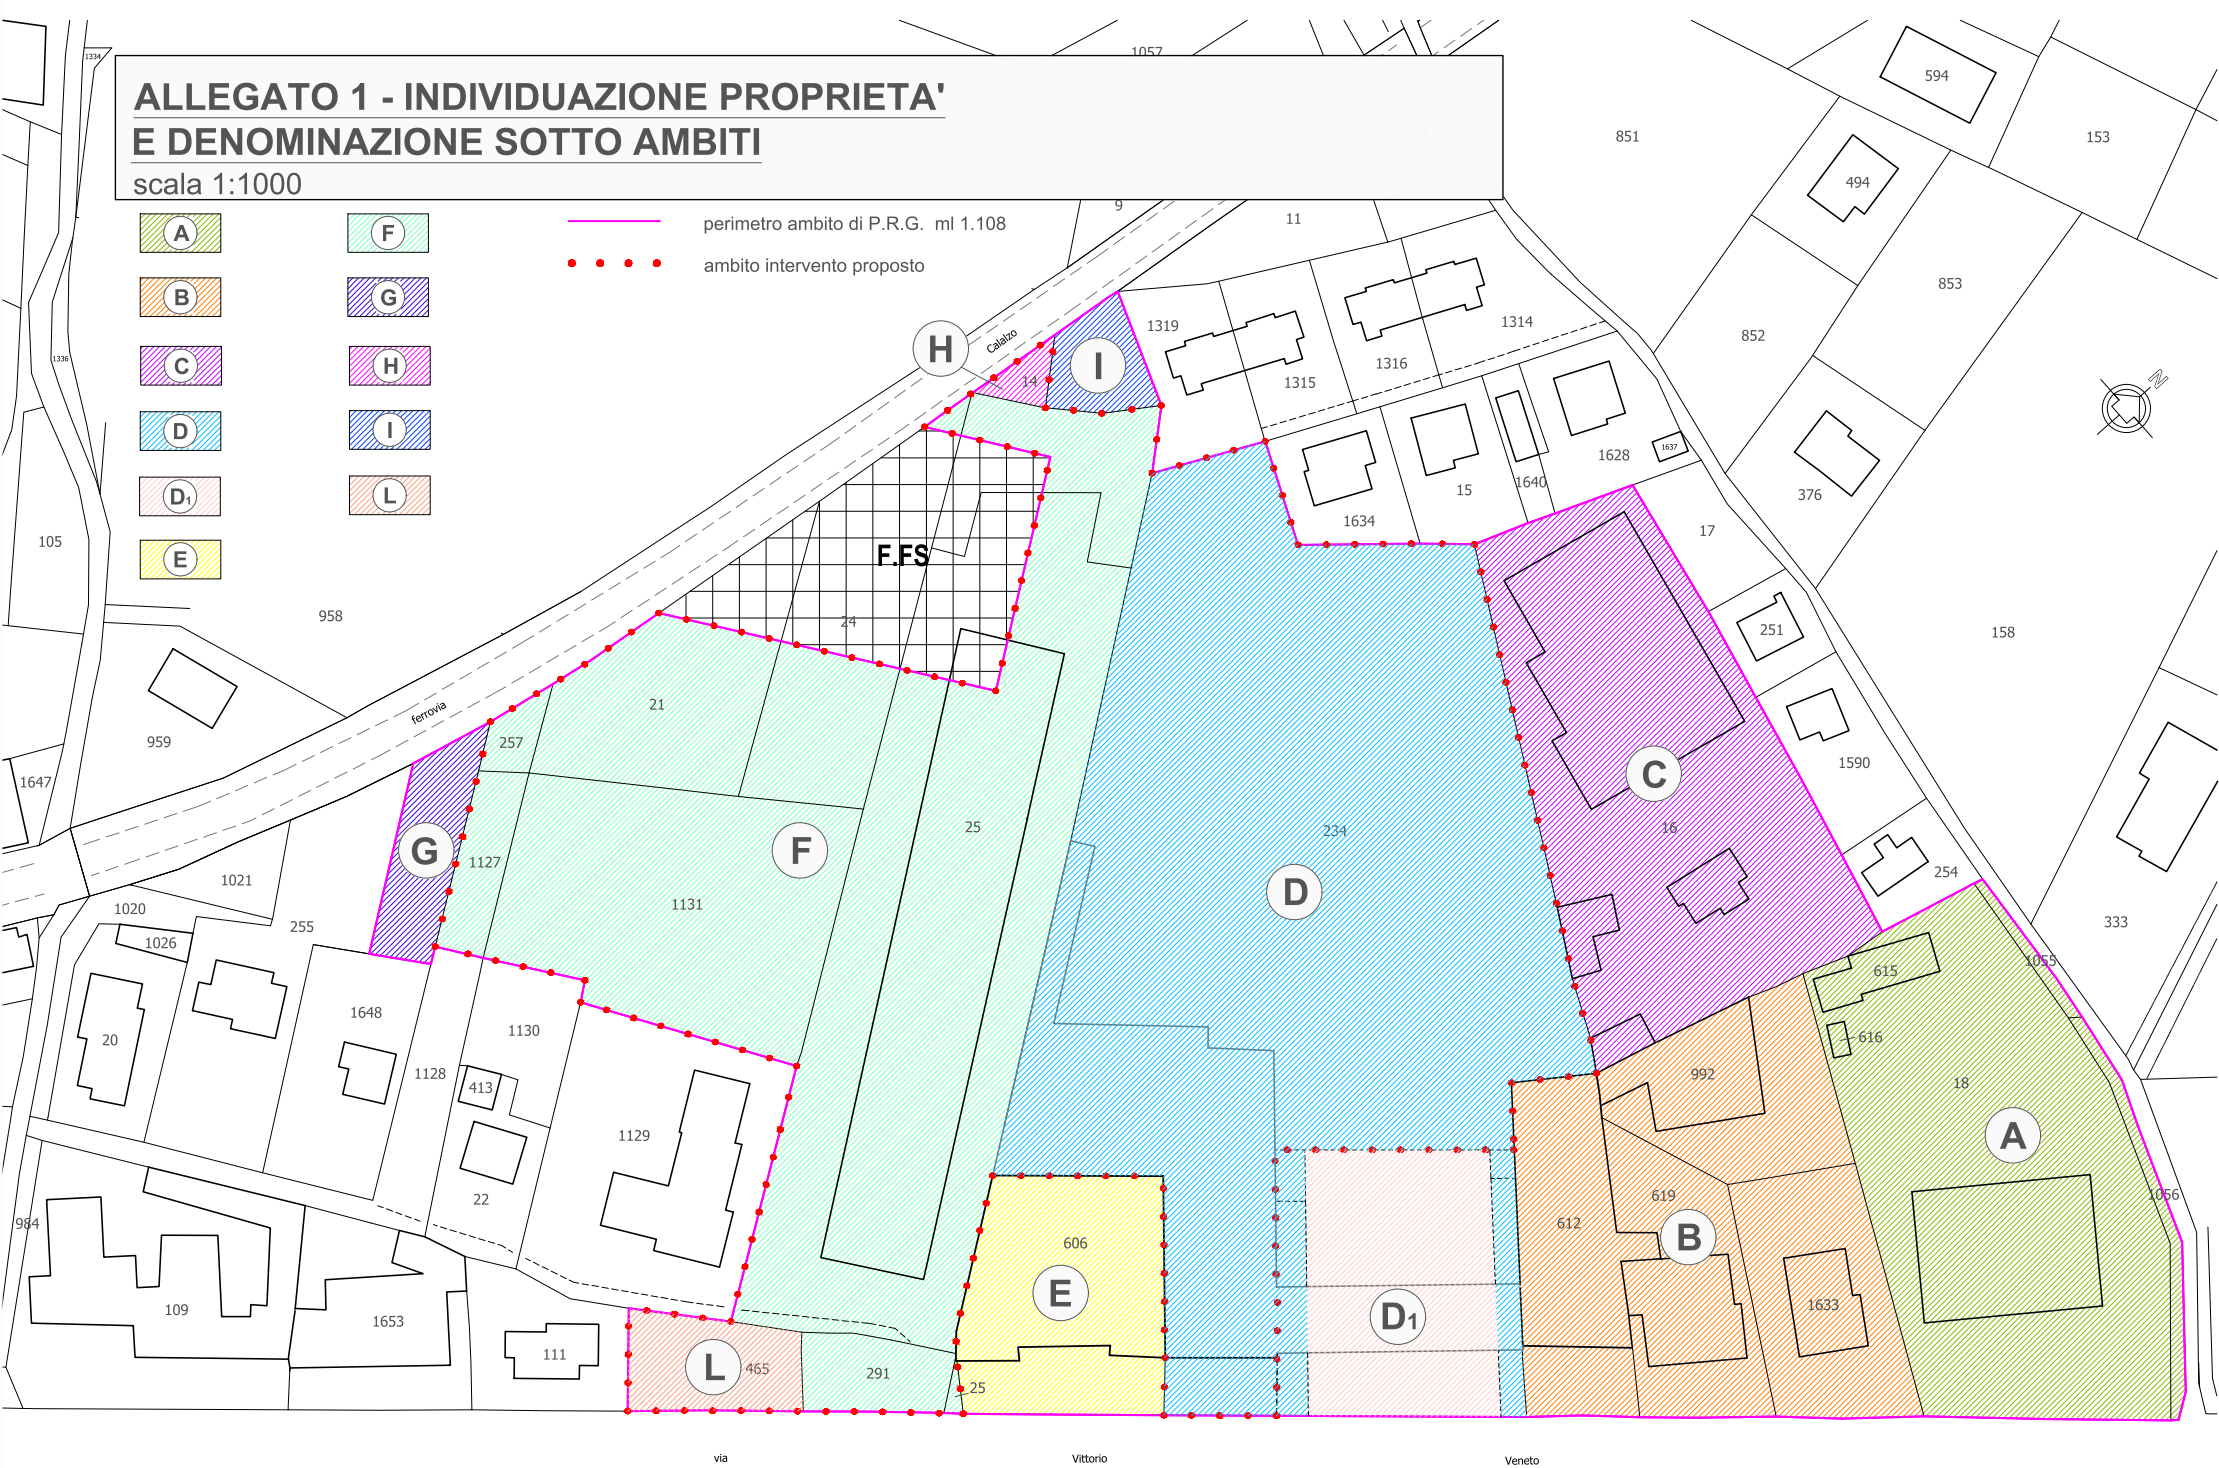 1057
1334
ALLEGATO 1 - INDIVIDUAZIONE PROPRIETA'
E DENOMINAZIONE SOTTO AMBITI
scala 1:1000
A
F
perimetro ambito di P.R.G.  ml 1.108
B
G
ambito intervento proposto
C
H
D
I
D1
L
E
594
153
851
494
853
852
9
11
N
376
1319
1314
1316
1315
Calalzo
H
14
I
1336
1628
1637
1640
15
1634
17
105
958
F.FS
24
251
158
21
257
ferrovia
959
1647
1590
C
16
25
234
G
F
1127
1131
D
254
1021
1020
1026
255
333
1055
615
616
18
992
A
1648
20
1130
1128
413
1129
22
984
1056
619
612
B
606
E
D1
1633
109
1653
111
L
465
291
25
via
Vittorio
Veneto